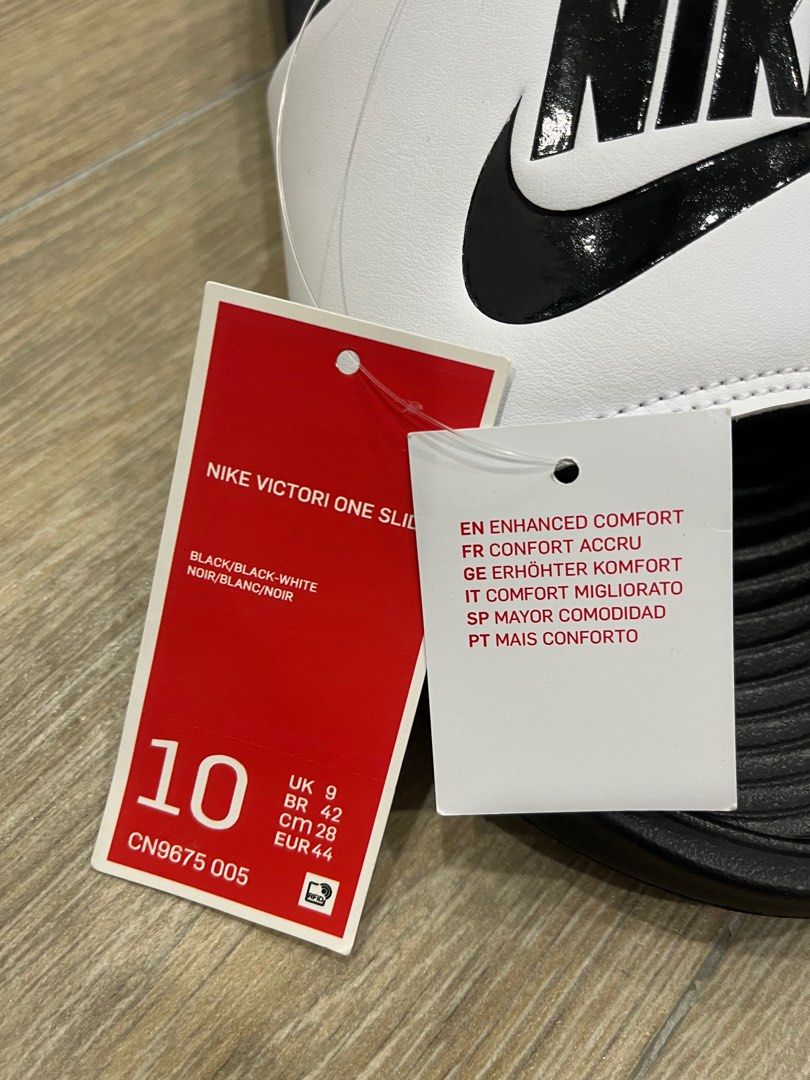 NIKE
NIKE VICTORI ONE SLID
BLACK/BLACK-WHITE
NOIR/BLANC/NOIR
10
UK 9
BR 42
cm 28
EUR 44
CN9675 005
RFID
EN ENHANCED COMFORT
FR CONFORT ACCRU
GE ERHÖHTER KOMFORT
IT COMFORT MIGLIORATO
SP MAYOR COMODIDAD
PT MAIS CONFORTO